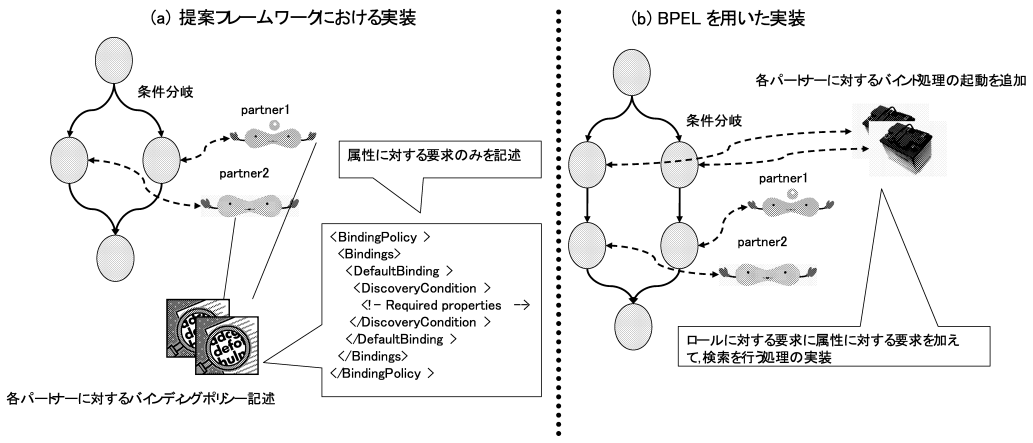 (a) 提案フレームワークにおける実装
条件分岐
partner1
partner2
属性に対する要求のみを記述
<BindingPolicy >
<Bindings>
<DefaultBinding >
<DiscoveryCondition >
<!- Required properties ->
</DiscoveryCondition >
</DefaultBinding >
</Bindings>
</BindingPolicy >
各パートナーに対するバインディングポリシー記述
(b) BPEL を用いた実装
各パートナーに対するバインド処理の起動を追加
条件分岐
partner1
partner2
ロールに対する要求に属性に対する要求を加え
て,検索を行う処理の実装